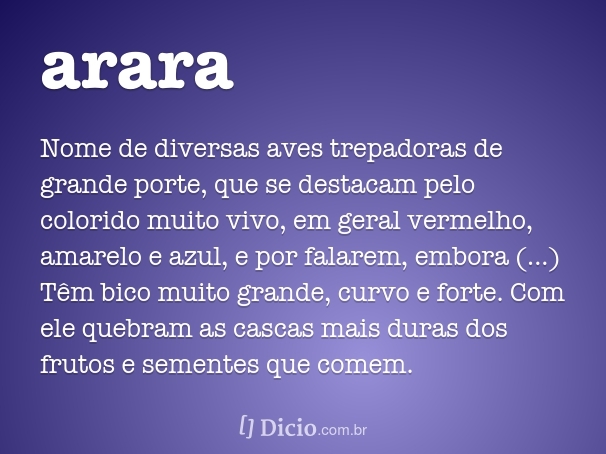 arara
Nome de diversas aves trepadoras de
grande porte, que se destacam pelo
colorido muito vivo, em geral vermelho,
amarelo e azul, e por falarem, embora (...)
Têm bico muito grande, curvo e forte. Com
ele quebram as cascas mais duras dos
frutos e sementes que comem.
[] Dicio.com.br